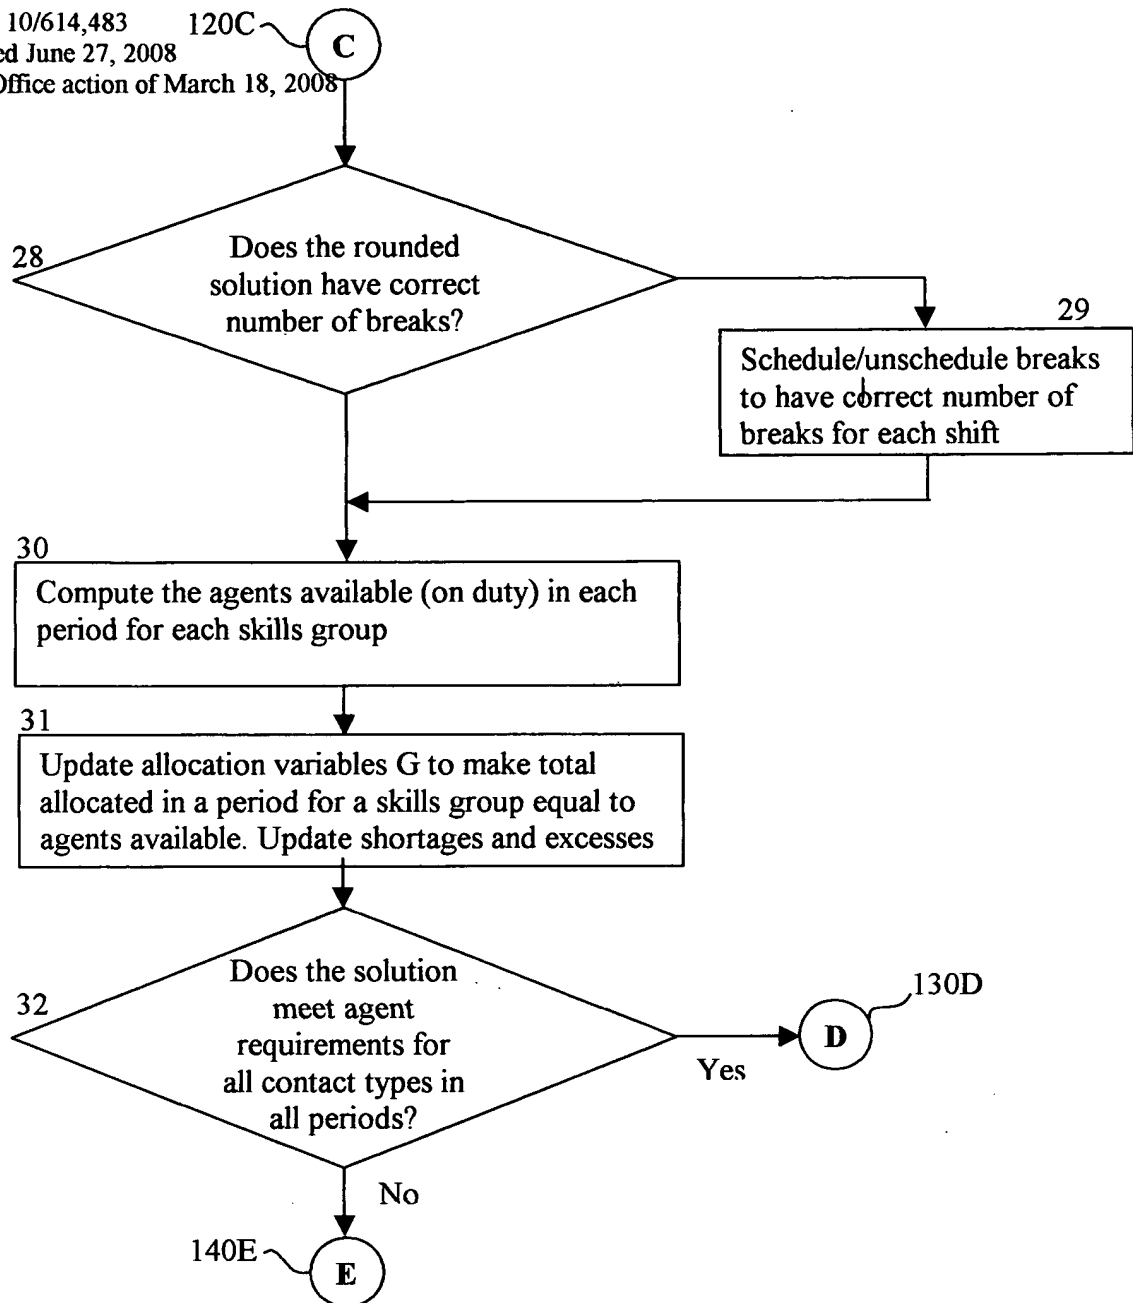 10/614,483
120C
C
ed June 27, 2008
Office action of March 18, 2008
28
Does the rounded
solution have correct
number of breaks?
29
Schedule/unschedule breaks
to have correct number of
breaks for each shift
30
Compute the agents available (on duty) in each
period for each skills group
31
Update allocation variables G to make total
allocated in a period for a skills group equal to
agents available. Update shortages and excesses
32
Does the solution
meet agent
requirements for
all contact types in
all periods?
130D
D
Yes
No
140E
E